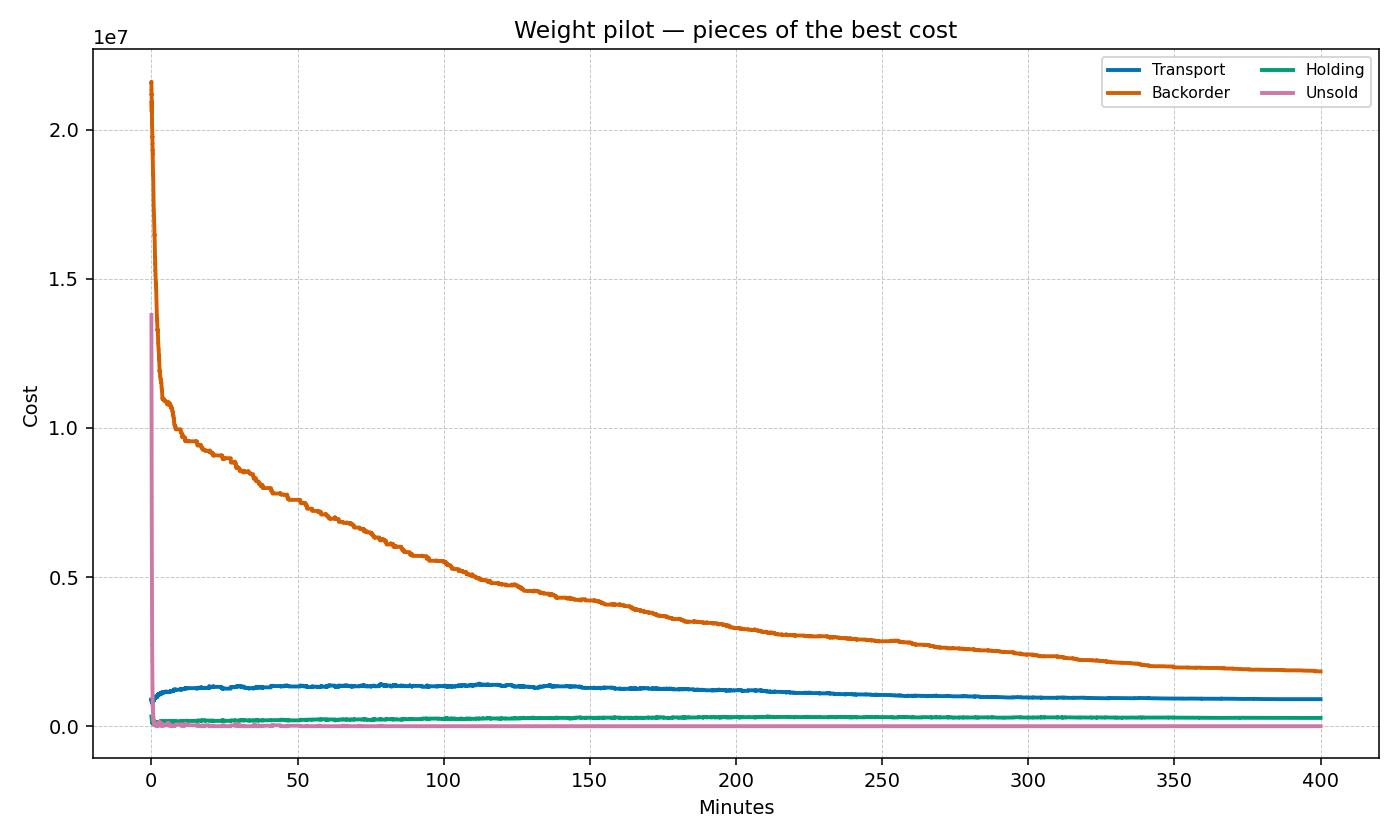 Weight pilot — pieces of the best cost
1e7
Transport
Backorder
Holding
Unsold
2.0
1.5
1.0
0.5
0.0
Cost
0 50 100 150 200 250 300 350 400
Minutes